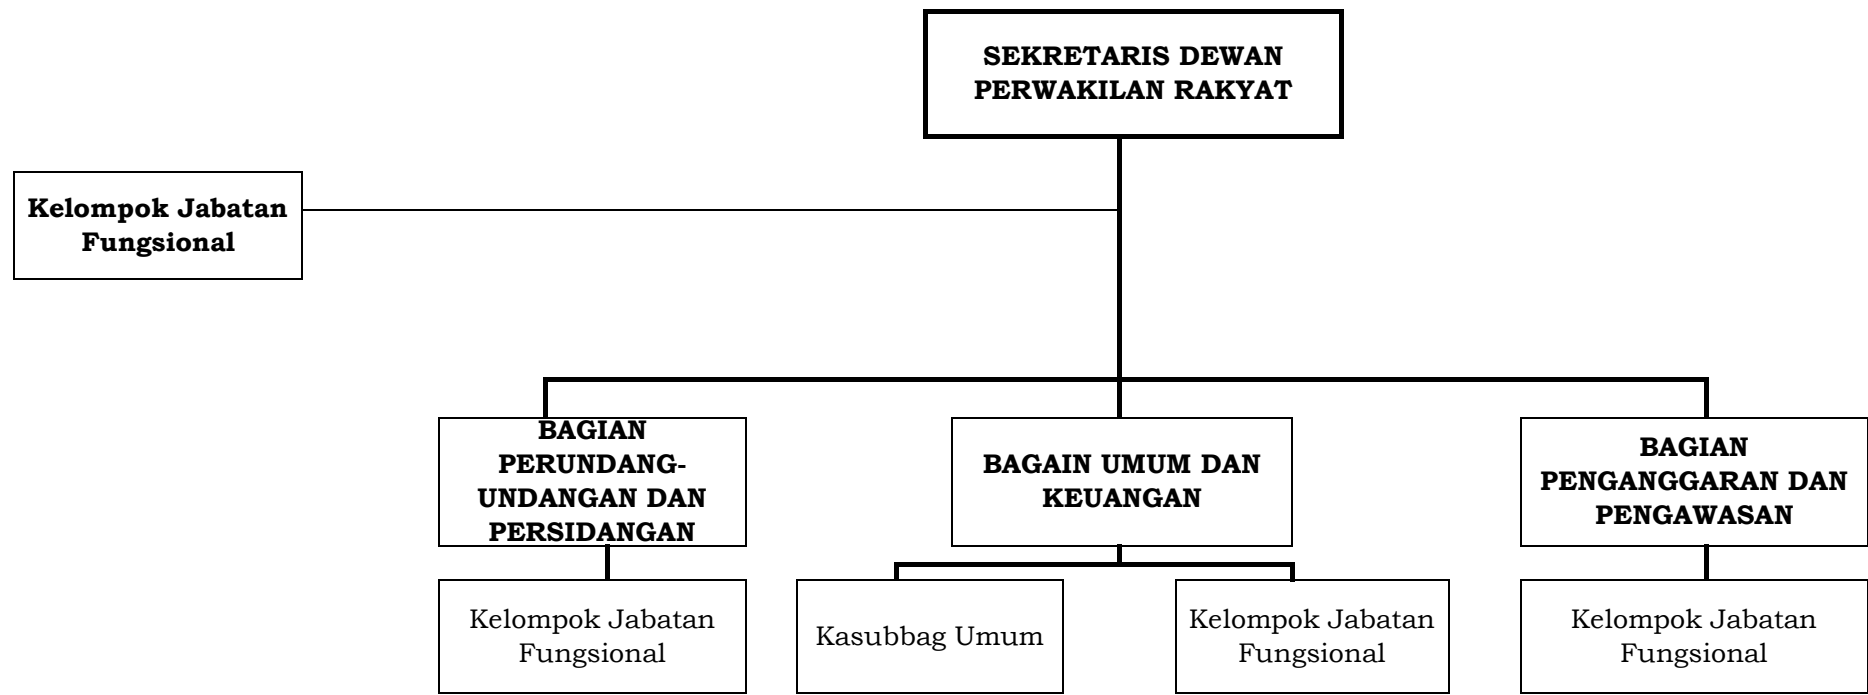 SEKRETARIS DEWAN
PERWAKILAN RAKYAT
Kelompok Jabatan
Fungsional
BAGIAN
PERUNDANG-
UNDANGAN DAN
PERSIDANGAN
BAGAIN UMUM DAN
KEUANGAN
BAGIAN
PENGANGGARAN DAN
PENGAWASAN
Kelompok Jabatan
Fungsional
Kasubbag Umum
Kelompok Jabatan
Fungsional
Kelompok Jabatan
Fungsional